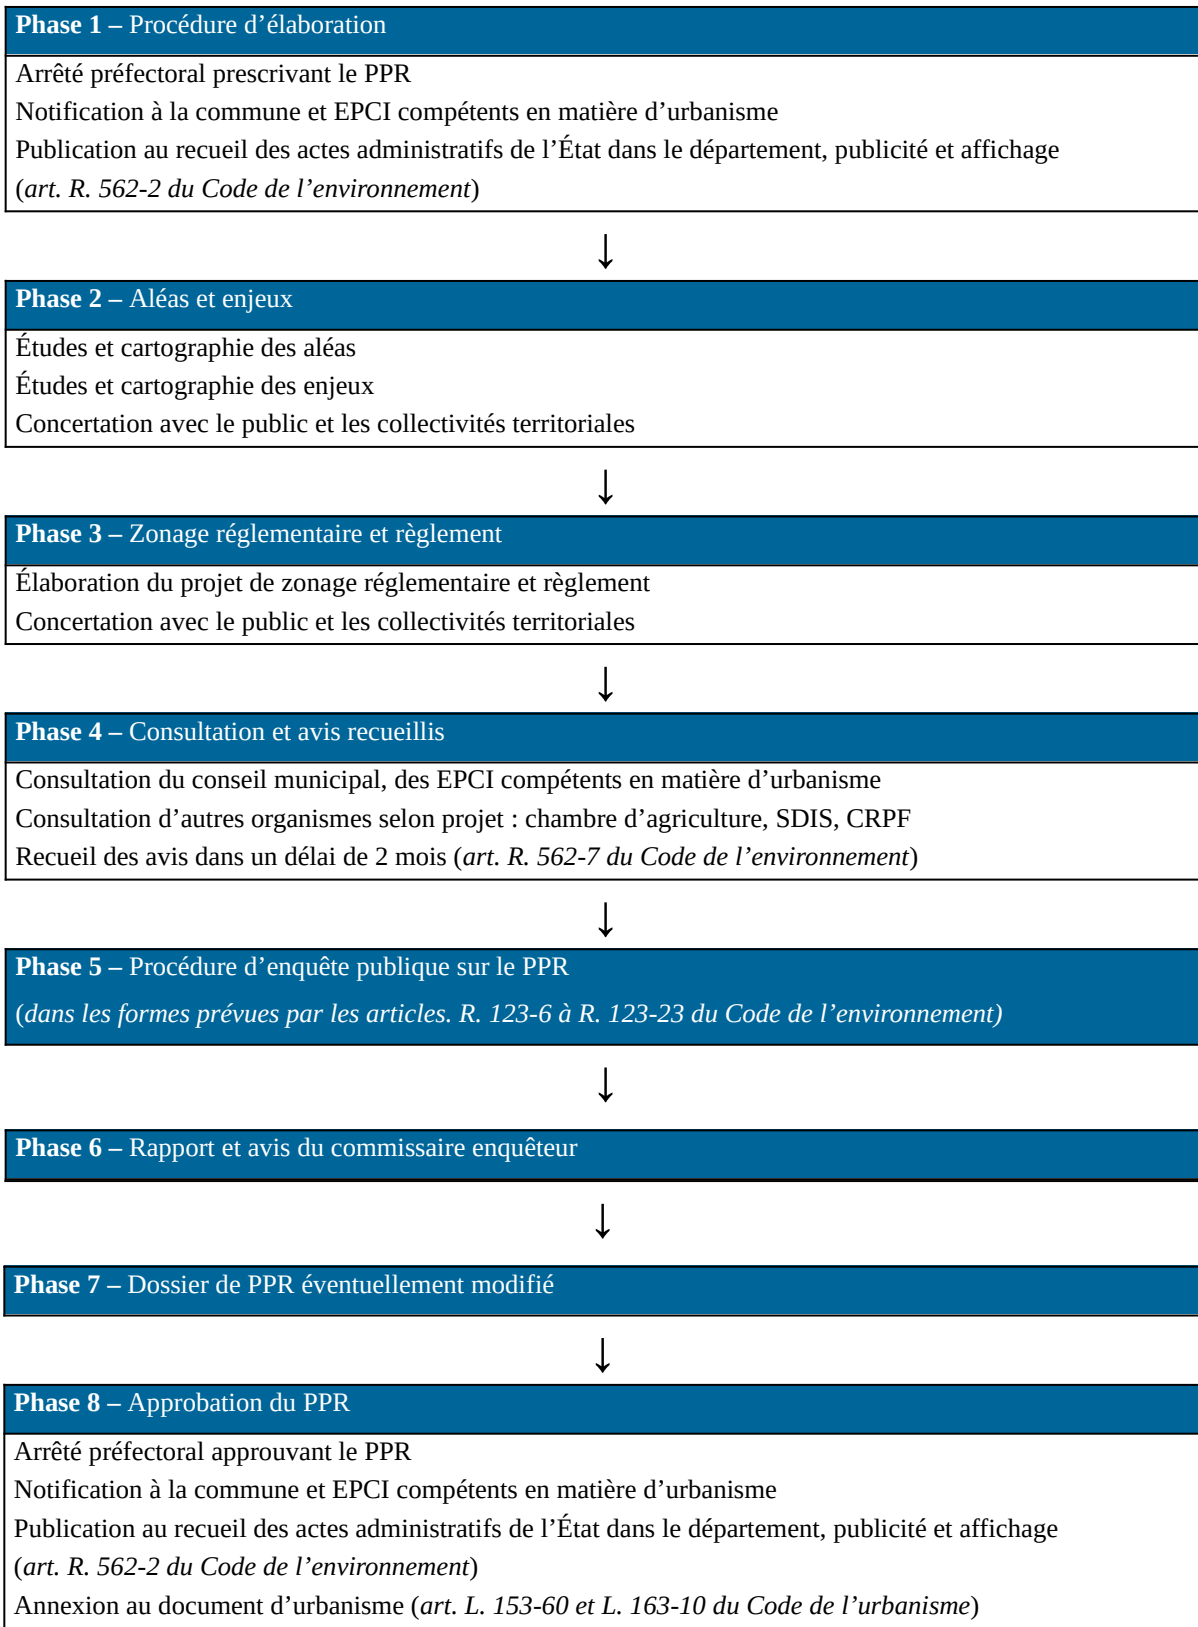 Phase 1 – Procédure d’élaboration
Arrêté préfectoral prescrivant le PPR
Notification à la commune et EPCI compétents en matière d’urbanisme
Publication au recueil des actes administratifs de l’État dans le département, publicité et affichage
(art. R. 562-2 du Code de l’environnement)
↓
Phase 2 – Aléas et enjeux
Études et cartographie des aléas
Études et cartographie des enjeux
Concertation avec le public et les collectivités territoriales
↓
Phase 3 – Zonage réglementaire et règlement
Élaboration du projet de zonage réglementaire et règlement
Concertation avec le public et les collectivités territoriales
↓
Phase 4 – Consultation et avis recueillis
Consultation du conseil municipal, des EPCI compétents en matière d’urbanisme
Consultation d’autres organismes selon projet : chambre d’agriculture, SDIS, CRPF
Recueil des avis dans un délai de 2 mois (art. R. 562-7 du Code de l’environnement)
↓
Phase 5 – Procédure d’enquête publique sur le PPR
(dans les formes prévues par les articles. R. 123-6 à R. 123-23 du Code de l’environnement)
↓
Phase 6 – Rapport et avis du commissaire enquêteur
↓
Phase 7 – Dossier de PPR éventuellement modifié
↓
Phase 8 – Approbation du PPR
Arrêté préfectoral approuvant le PPR
Notification à la commune et EPCI compétents en matière d’urbanisme
Publication au recueil des actes administratifs de l’État dans le département, publicité et affichage
(art. R. 562-2 du Code de l’environnement)
Annexion au document d’urbanisme (art. L. 153-60 et L. 163-10 du Code de l’urbanisme)